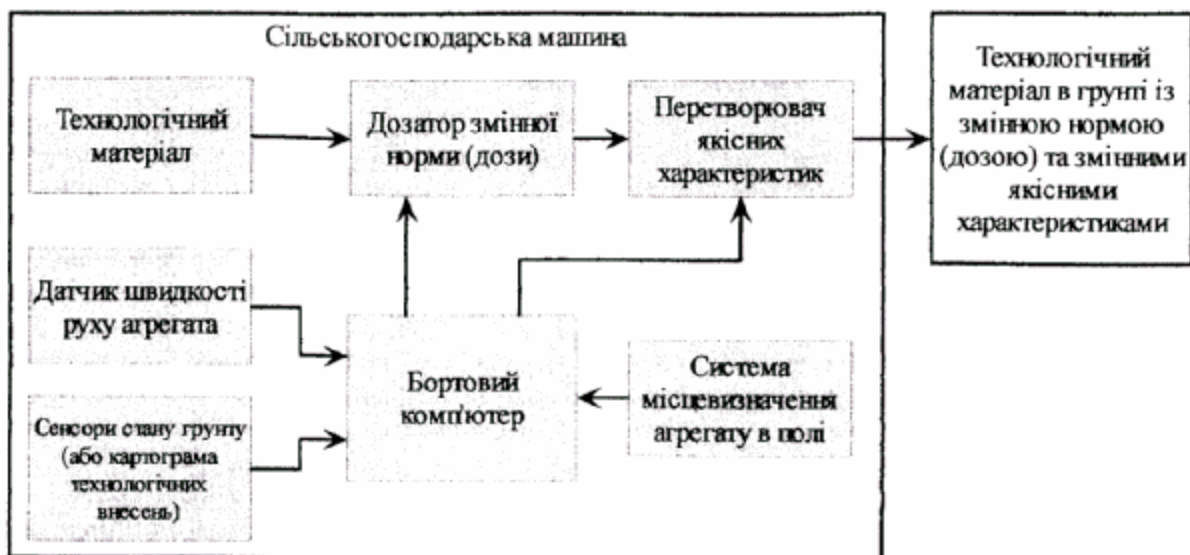 Сільськогосподарська машина
Технологічний
матеріал
Дозатор змінної
норми (дози)
Перетворювач
якісних
характеристик
Технологічний
матеріал в грунті із
змінною нормою
(дозою) та змінними
якісними
характеристиками
Датчик швидкості
руху агрегата
Бортовий
комп'ютер
Система
місцевизначення
агрегату в полі
Сенсори стану грунту
(або картограма
технологічних
внесень)